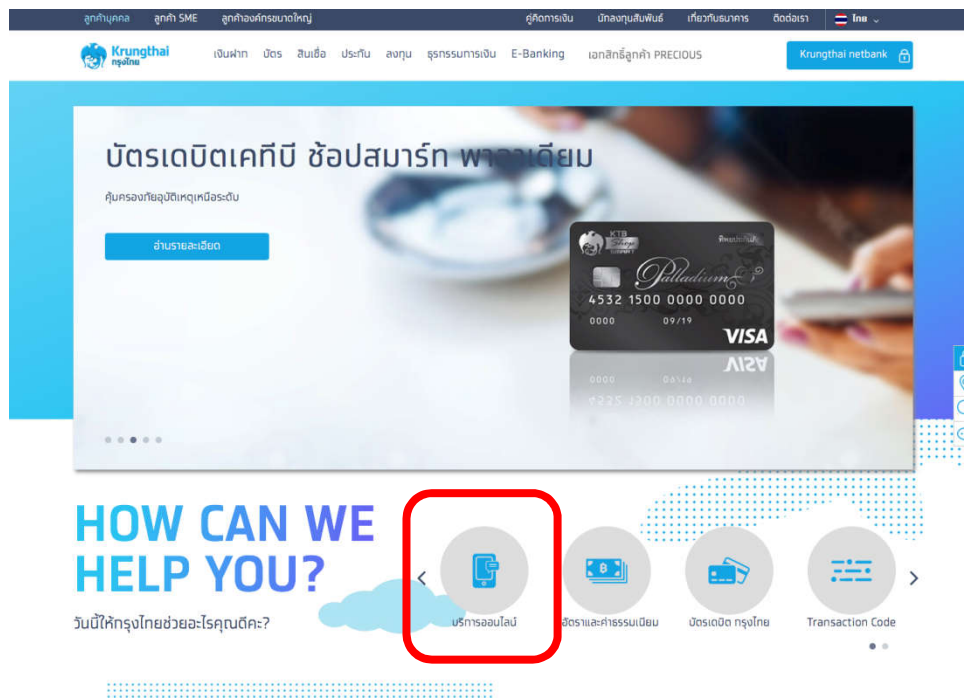 ลูกค้าบุคคล ลูกค้า SME ลูกค้าองค์กรขนาดใหญ่ คู่คิดการเงิน นักลงทุนสัมพันธ์ เกี่ยวกับธนาคาร ติดต่อเรา ไทย
Krungthai
กรุงไทย
เงินฝาก บัตร สินเชื่อ ประกัน ลงทุน ธุรกรรมการเงิน E-Banking เอกสิทธิ์ลูกค้า PRECIOUS Krungthai netbank
บัตรเดบิตเคทีบี ช้อปสมาร์ท พาลาเดียม
คุ้มครองภัยอุบัติเหตุเหนือระดับ
อ่านรายละเอียด
KTB
Shop
SMART
ทิพยประกันภัย
Palladium
4532 1500 0000 0000
0000 09/19
VISA
HOW CAN WE
HELP YOU?
วันนี้ให้กรุงไทยช่วยอะไรคุณดีคะ?
บริการออนไลน์ อัตราและค่าธรรมเนียม บัตรเดบิต กรุงไทย Transaction Code